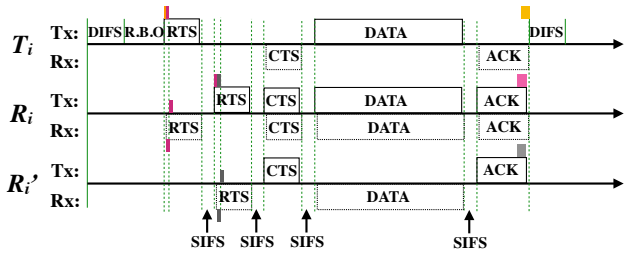 Tᵢ Tx: DIFS R.B.O RTS DATA DIFS
Rx: CTS ACK
Rᵢ Tx: RTS CTS DATA ACK
Rx: RTS CTS DATA ACK
Rᵢ’ Tx: CTS ACK
Rx: RTS DATA
SIFS SIFS SIFS SIFS